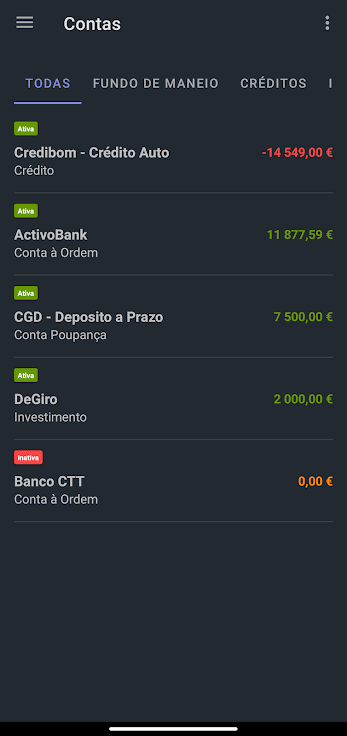 Contas
TODAS FUNDO DE MANEIO CRÉDITOS
Ativa
Credibom - Crédito Auto -14 549,00 €
Crédito
Ativa
ActivoBank 11 877,59 €
Conta à Ordem
Ativa
CGD - Deposito a Prazo 7 500,00 €
Conta Poupança
Ativa
DeGiro 2 000,00 €
Investimento
Inativa
Banco CTT 0,00 €
Conta à Ordem